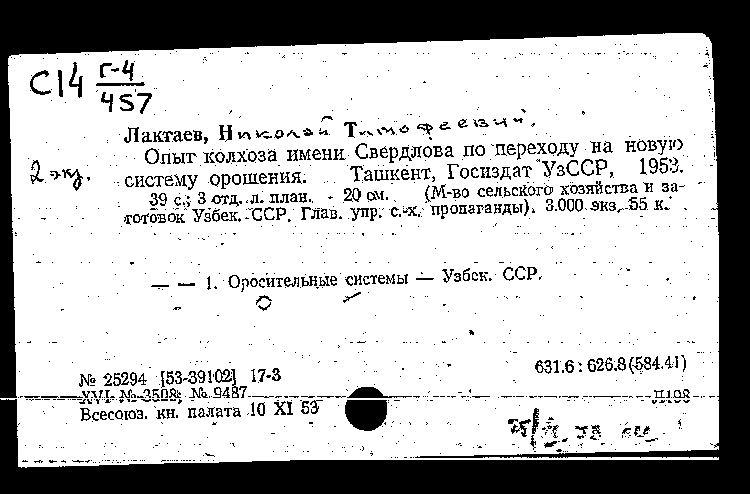 С14 Г-4
457
Лактаев, Николай Тимофеевич.
2 экз.
Опыт колхоза имени Свердлова по переходу на новую
систему орошения. Ташкент, Госиздат УзССР, 1953.
39 с.; 3 отд. л. план. 20 см. (М-во сельского хозяйства и за-
готовок Узбек. ССР. Глав. упр. с.-х. пропаганды). 3.000 экз. 55 к.
— — 1. Оросительные системы — Узбек. ССР.
№ 25294 [53-39102] 17-3
631.6 : 626.8(584.41)
XVI- № 3508; № 9487
Л198
Всесоюз. кн. палата 10 XI 53